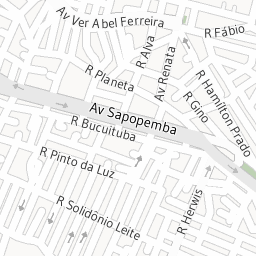 Av Ver Abel Ferreira
R Fábio
R Alva
Av Renata
R Planeta
R Hamilton Prado
R Gino
Av Sapopemba
R Bucuituba
R Pinto da Luz
R Herwis
R Solidônio Leite